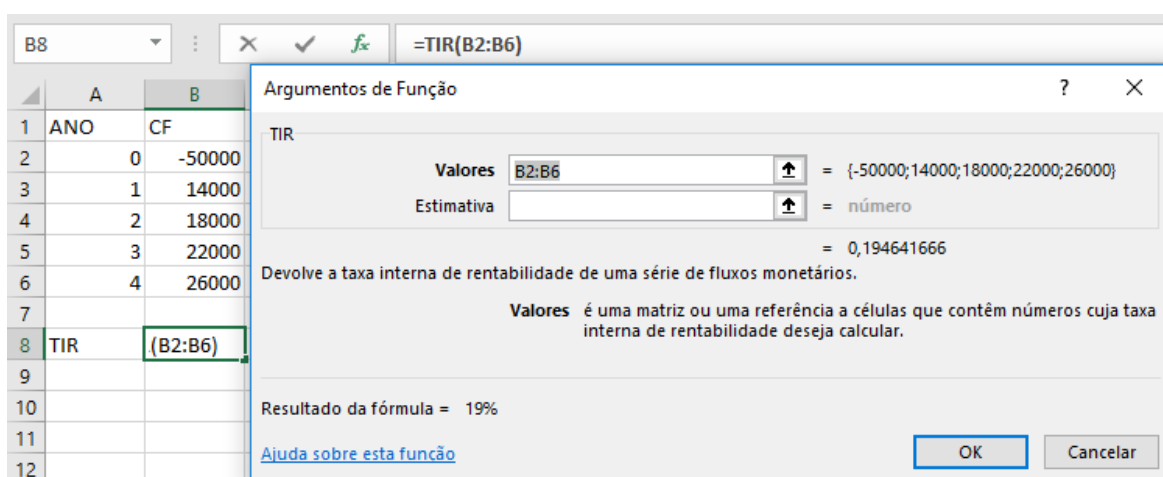 B8 fx =TIR(B2:B6)
A B
1 ANO CF
2 0 -50000
3 1 14000
4 2 18000
5 3 22000
6 4 26000
7
8 TIR (B2:B6)
9
10
11
12
Argumentos de Função ? ×
TIR
Valores B2:B6 = {-50000;14000;18000;22000;26000}
Estimativa = número
= 0,194641666
Devolve a taxa interna de rentabilidade de uma série de fluxos monetários.
Valores é uma matriz ou uma referência a células que contêm números cuja taxa
interna de rentabilidade deseja calcular.
Resultado da fórmula = 19%
Ajuda sobre esta função OK Cancelar